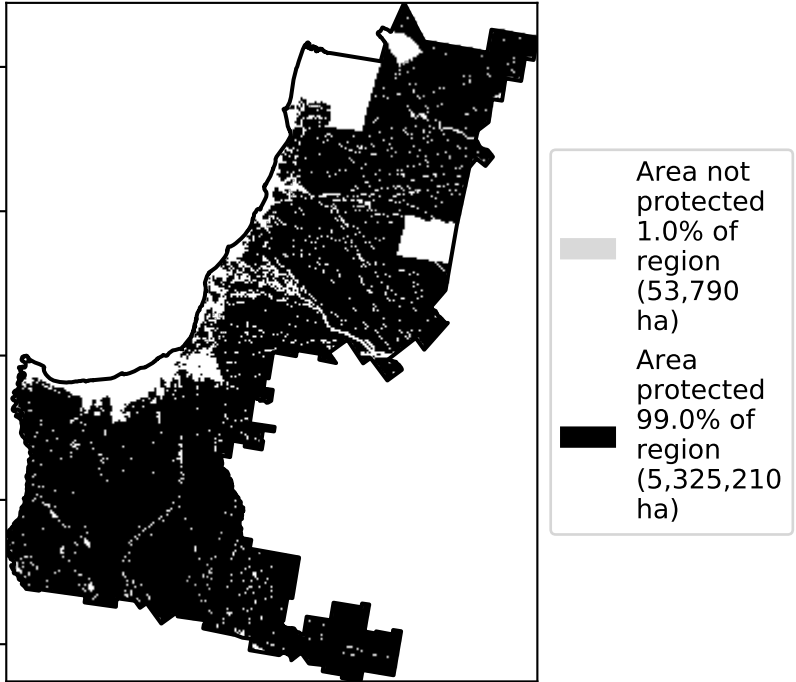 Area not
protected
1.0% of
region
(53,790
ha)
Area
protected
99.0% of
region
(5,325,210
ha)